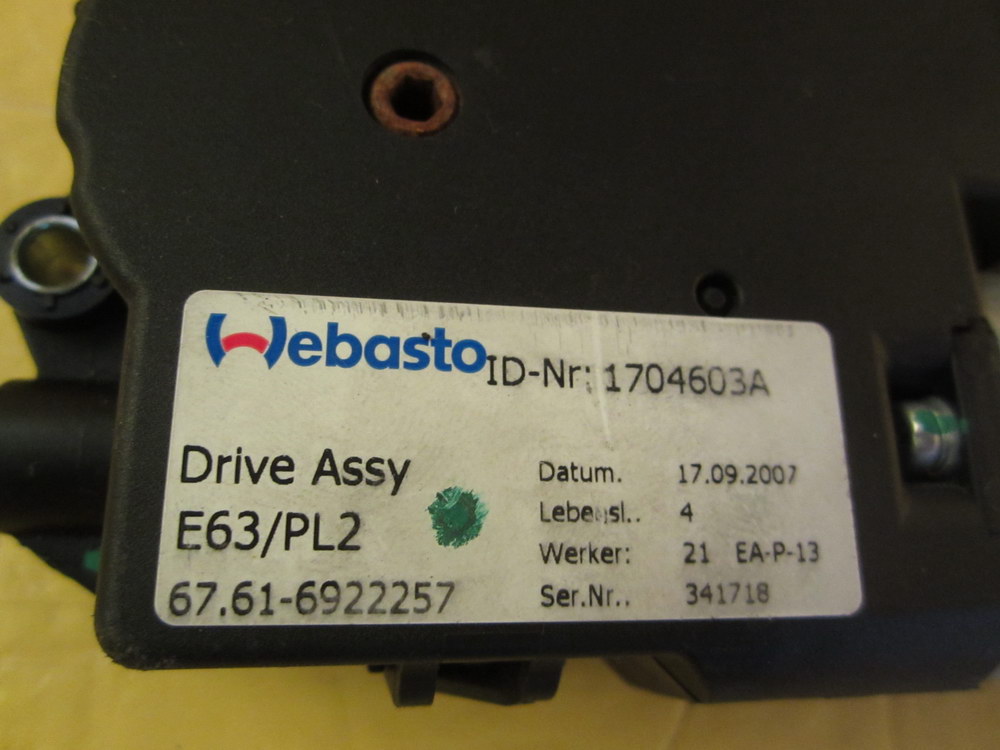 Webasto ID-Nr: 1704603A
Drive Assy
E63/PL2
67.61-6922257
Datum. 17.09.2007
Lebensl.. 4
Werker: 21 EA-P-13
Ser.Nr.. 341718